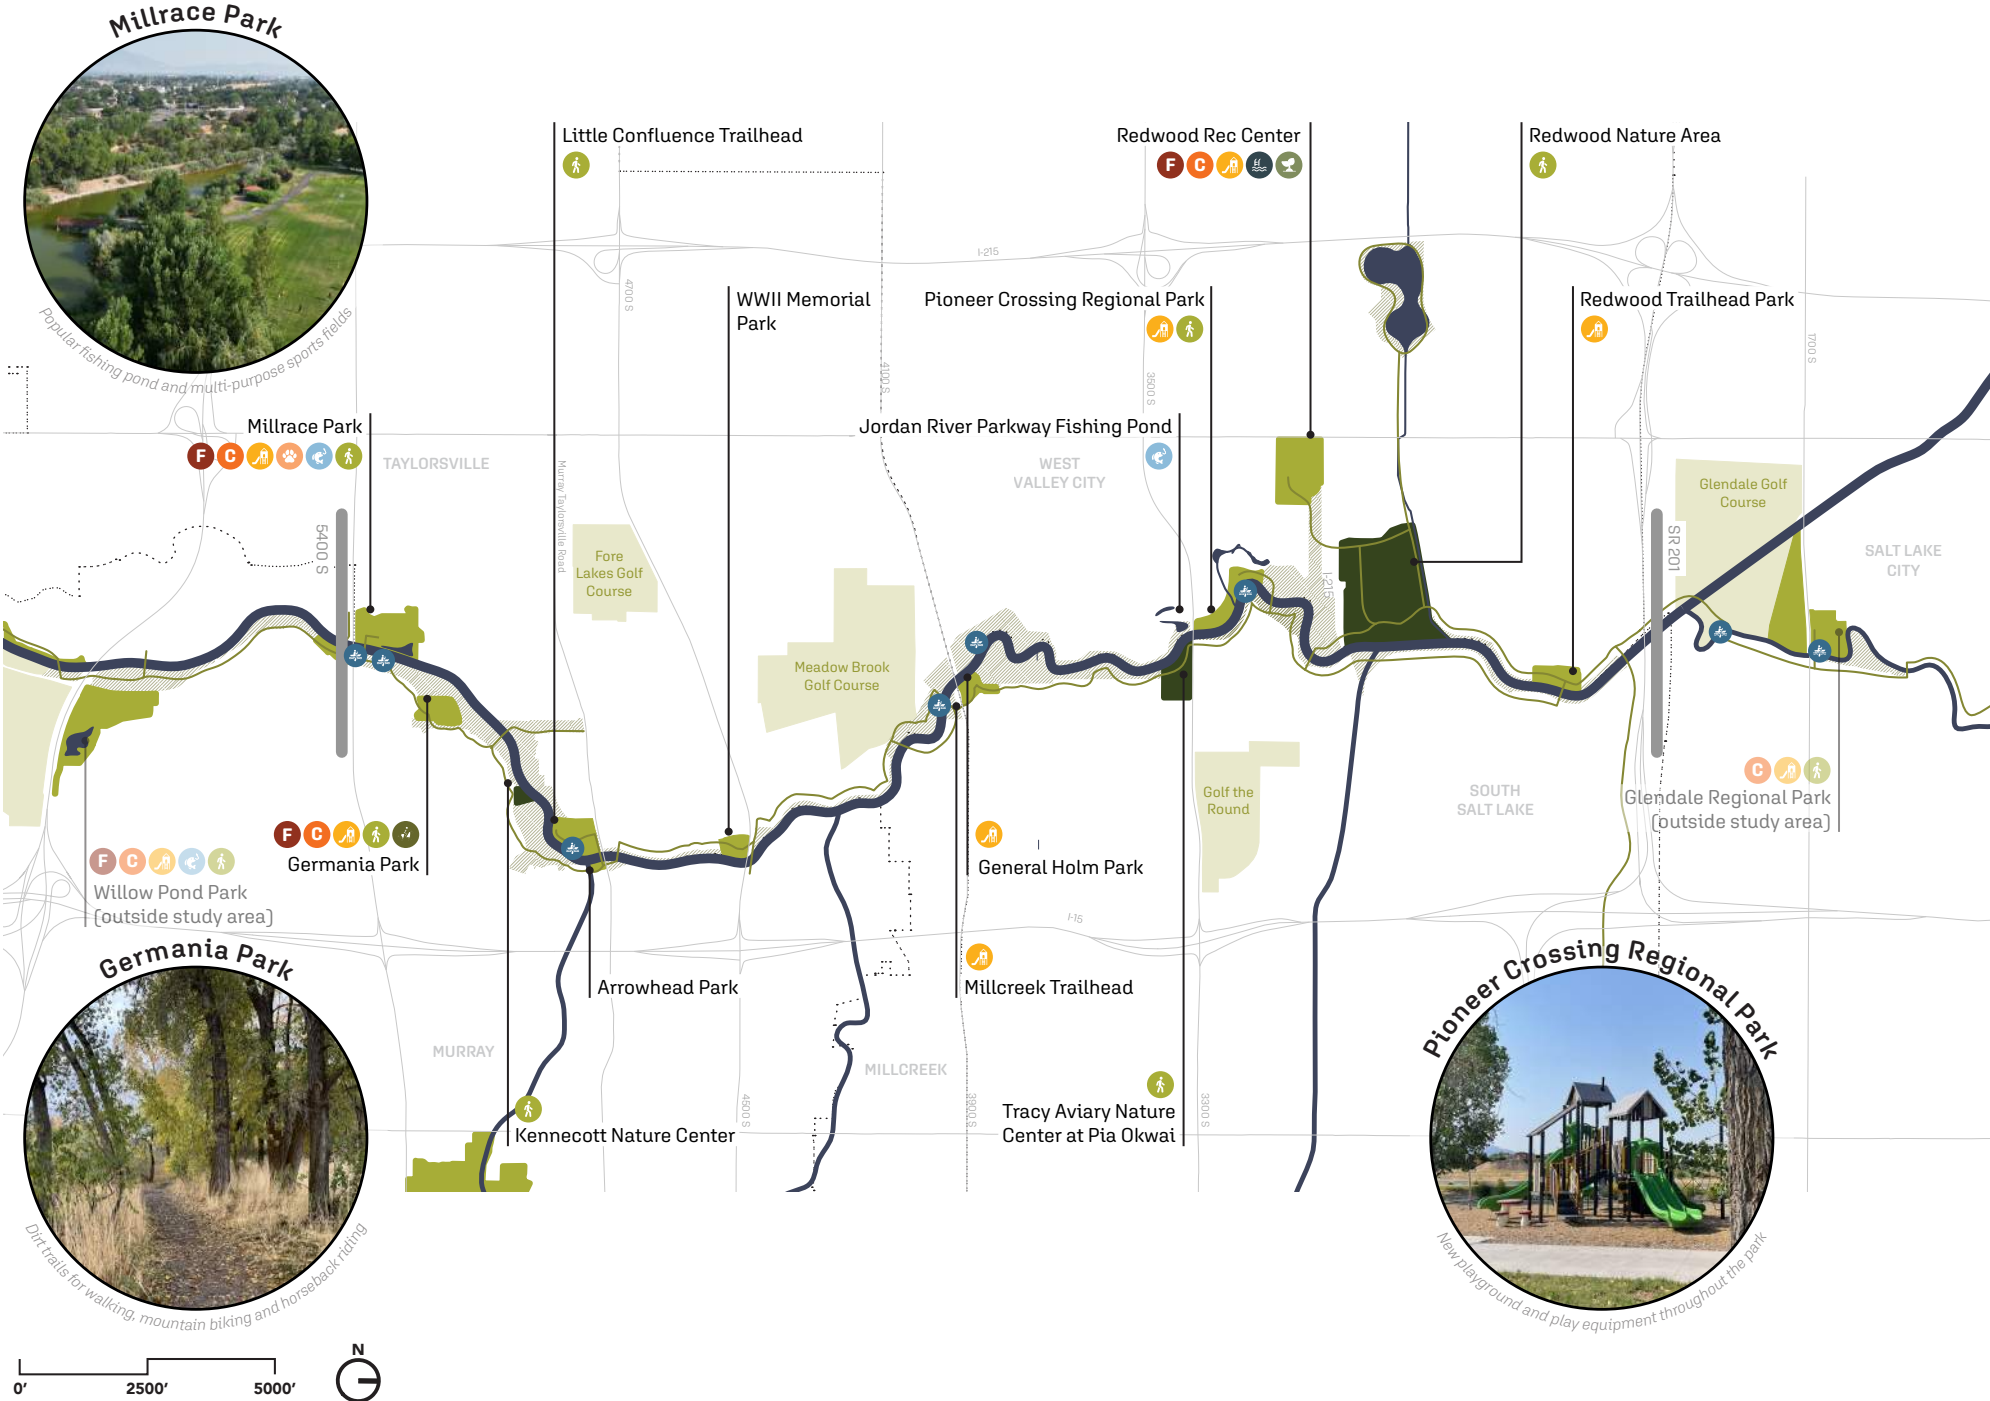 Millrace Park
Popular fishing pond and multi-purpose sports fields
Little Confluence Trailhead
Redwood Rec Center
F C
Redwood Nature Area
I-215
4700 S
WWII Memorial
Park
Pioneer Crossing Regional Park
Redwood Trailhead Park
1700 S
4100 S
3500 S
Millrace Park
F C
TAYLORSVILLE
Jordan River Parkway Fishing Pond
WEST
VALLEY CITY
Murray Taylorsville Road
Glendale Golf
Course
5400 S
SR 201
SALT LAKE
CITY
Fore
Lakes Golf
Course
I-215
Meadow Brook
Golf Course
F C
Germania Park
F C
Willow Pond Park
(outside study area)
General Holm Park
Golf the
Round
SOUTH
SALT LAKE
C
Glendale Regional Park
(outside study area)
I-15
Germania Park
Dirt trails for walking, mountain biking and horseback riding
Arrowhead Park
Millcreek Trailhead
Pioneer Crossing Regional Park
New playground and play equipment throughout the park
MURRAY
MILLCREEK
4500 S
3900 S
3300 S
Kennecott Nature Center
Tracy Aviary Nature
Center at Pia Okwai
0' 2500' 5000'
N